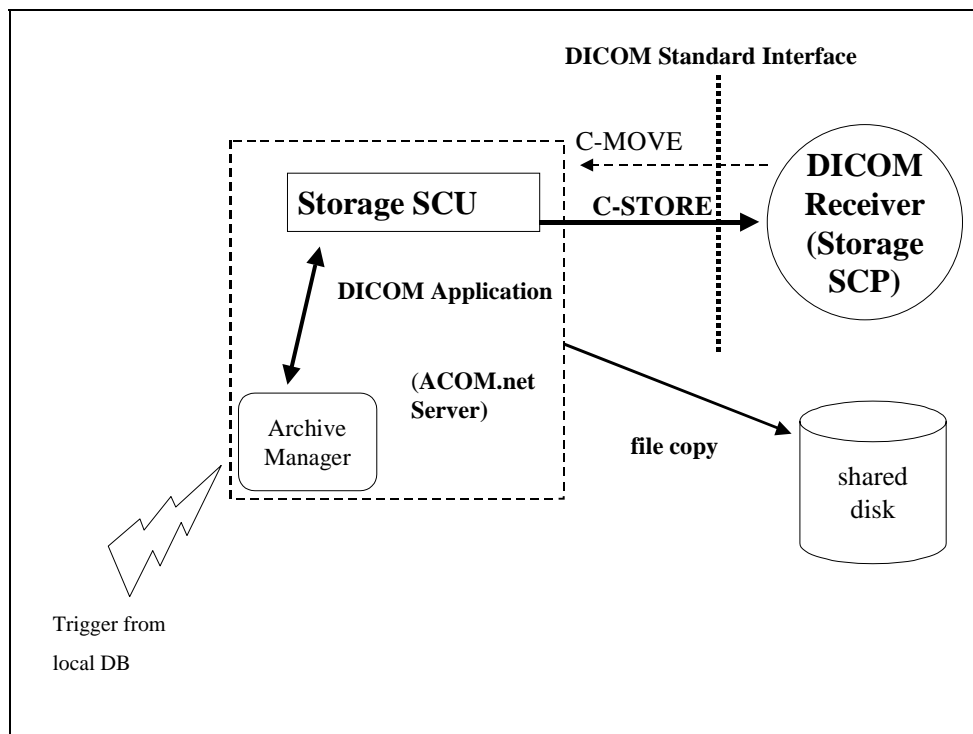 DICOM Standard Interface
C-MOVE
DICOM
Receiver
(Storage
SCP)
Storage SCU
C-STORE
DICOM Application
(ACOM.net
Server)
Archive
Manager
file copy
shared
disk
Trigger from
local DB